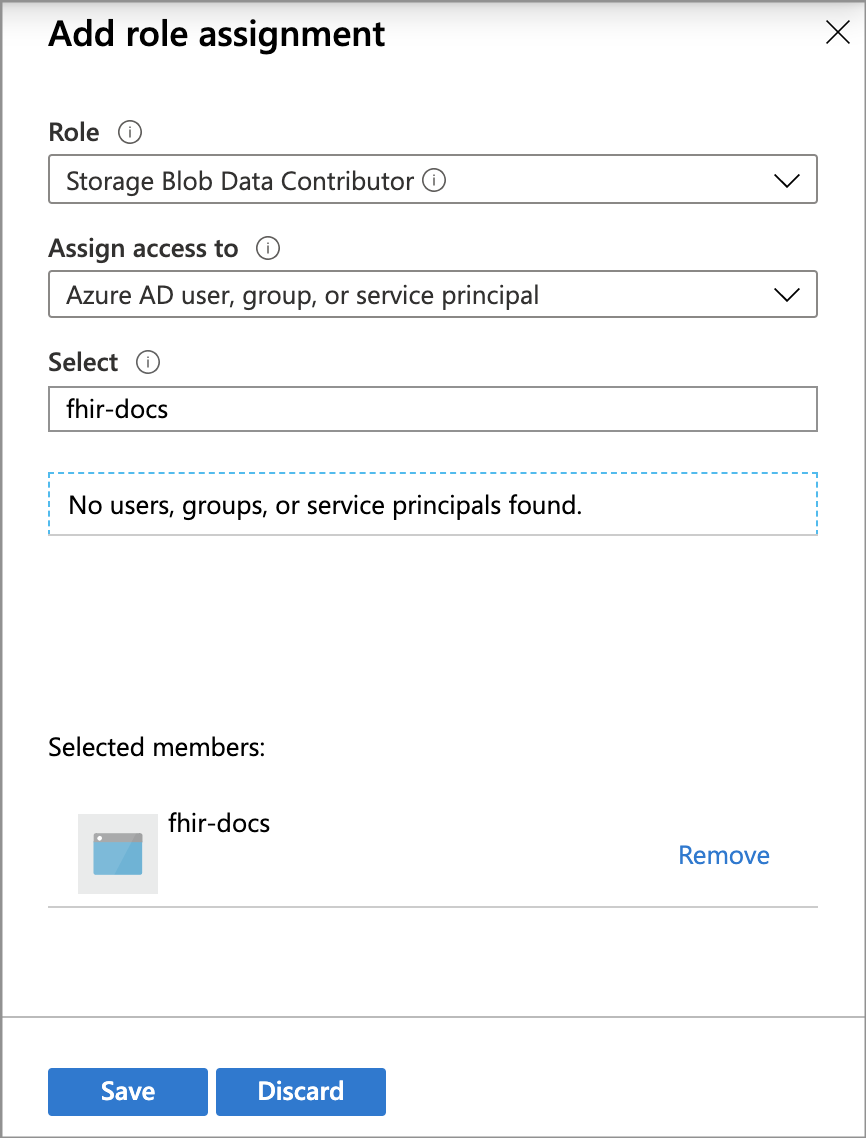 Add role assignment
Role
Storage Blob Data Contributor
Assign access to
Azure AD user, group, or service principal
Select
fhir-docs
No users, groups, or service principals found.
Selected members:
fhir-docs
Remove
Save
Discard